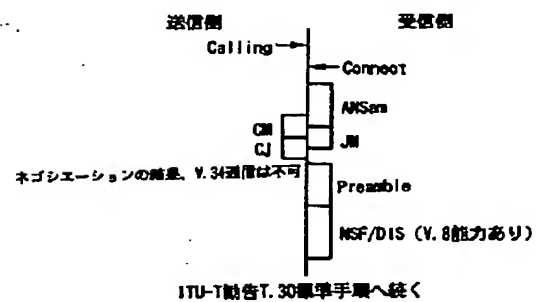 送信側
受信側
Calling
Connect
ANSam
CM
JM
CJ
ネゴシエーションの結果、V.34通信は不可
Preamble
NSF/DIS (V.8能力あり)
ITU-T勧告T.30標準手順へ続く